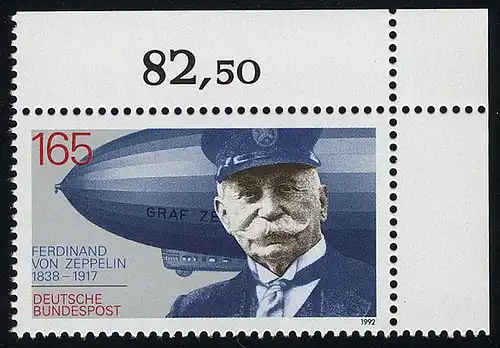 82,50
165
GRAF ZE
FERDINAND
VON ZEPPELIN
1838–1917
DEUTSCHE
BUNDESPOST
1992